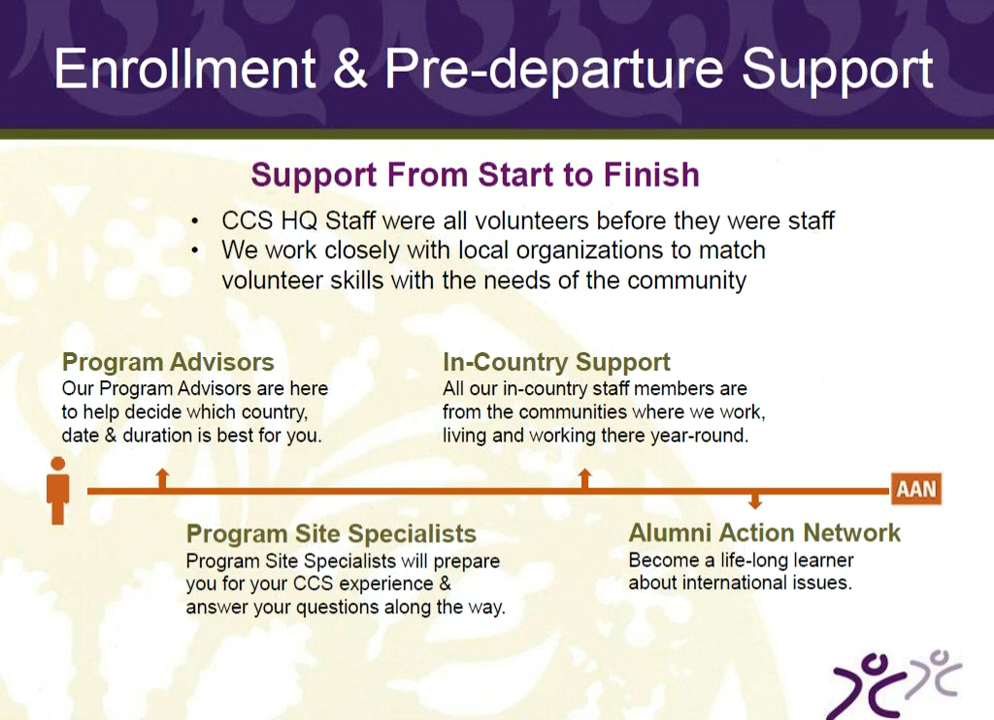 Enrollment & Pre-departure Support
Support From Start to Finish
• CCS HQ Staff were all volunteers before they were staff
• We work closely with local organizations to match
volunteer skills with the needs of the community
Program Advisors
Our Program Advisors are here
to help decide which country,
date & duration is best for you.
In-Country Support
All our in-country staff members are
from the communities where we work,
living and working there year-round.
AAN
Program Site Specialists
Program Site Specialists will prepare
you for your CCS experience &
answer your questions along the way.
Alumni Action Network
Become a life-long learner
about international issues.